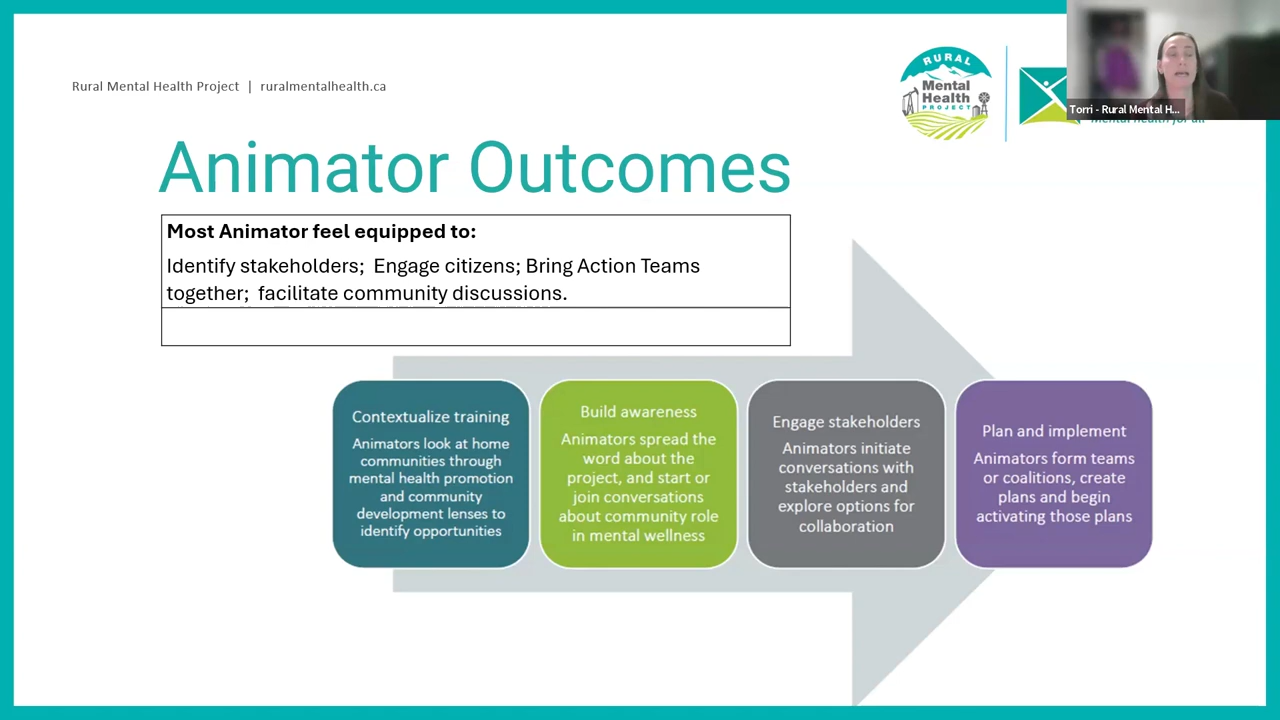 Rural Mental Health Project | ruralmentalhealth.ca
RURAL
Mental
Health
PROJECT
Torri - Rural Mental H...
Mental health for all
Animator Outcomes
Most Animator feel equipped to:
Identify stakeholders; Engage citizens; Bring Action Teams
together; facilitate community discussions.
Contextualize training
Animators look at home
communities through
mental health promotion
and community
development lenses to
identify opportunities
Build awareness
Animators spread the
word about the
project, and start or
join conversations
about community role
in mental wellness
Engage stakeholders
Animators initiate
conversations with
stakeholders and
explore options for
collaboration
Plan and implement
Animators form teams
or coalitions, create
plans and begin
activating those plans